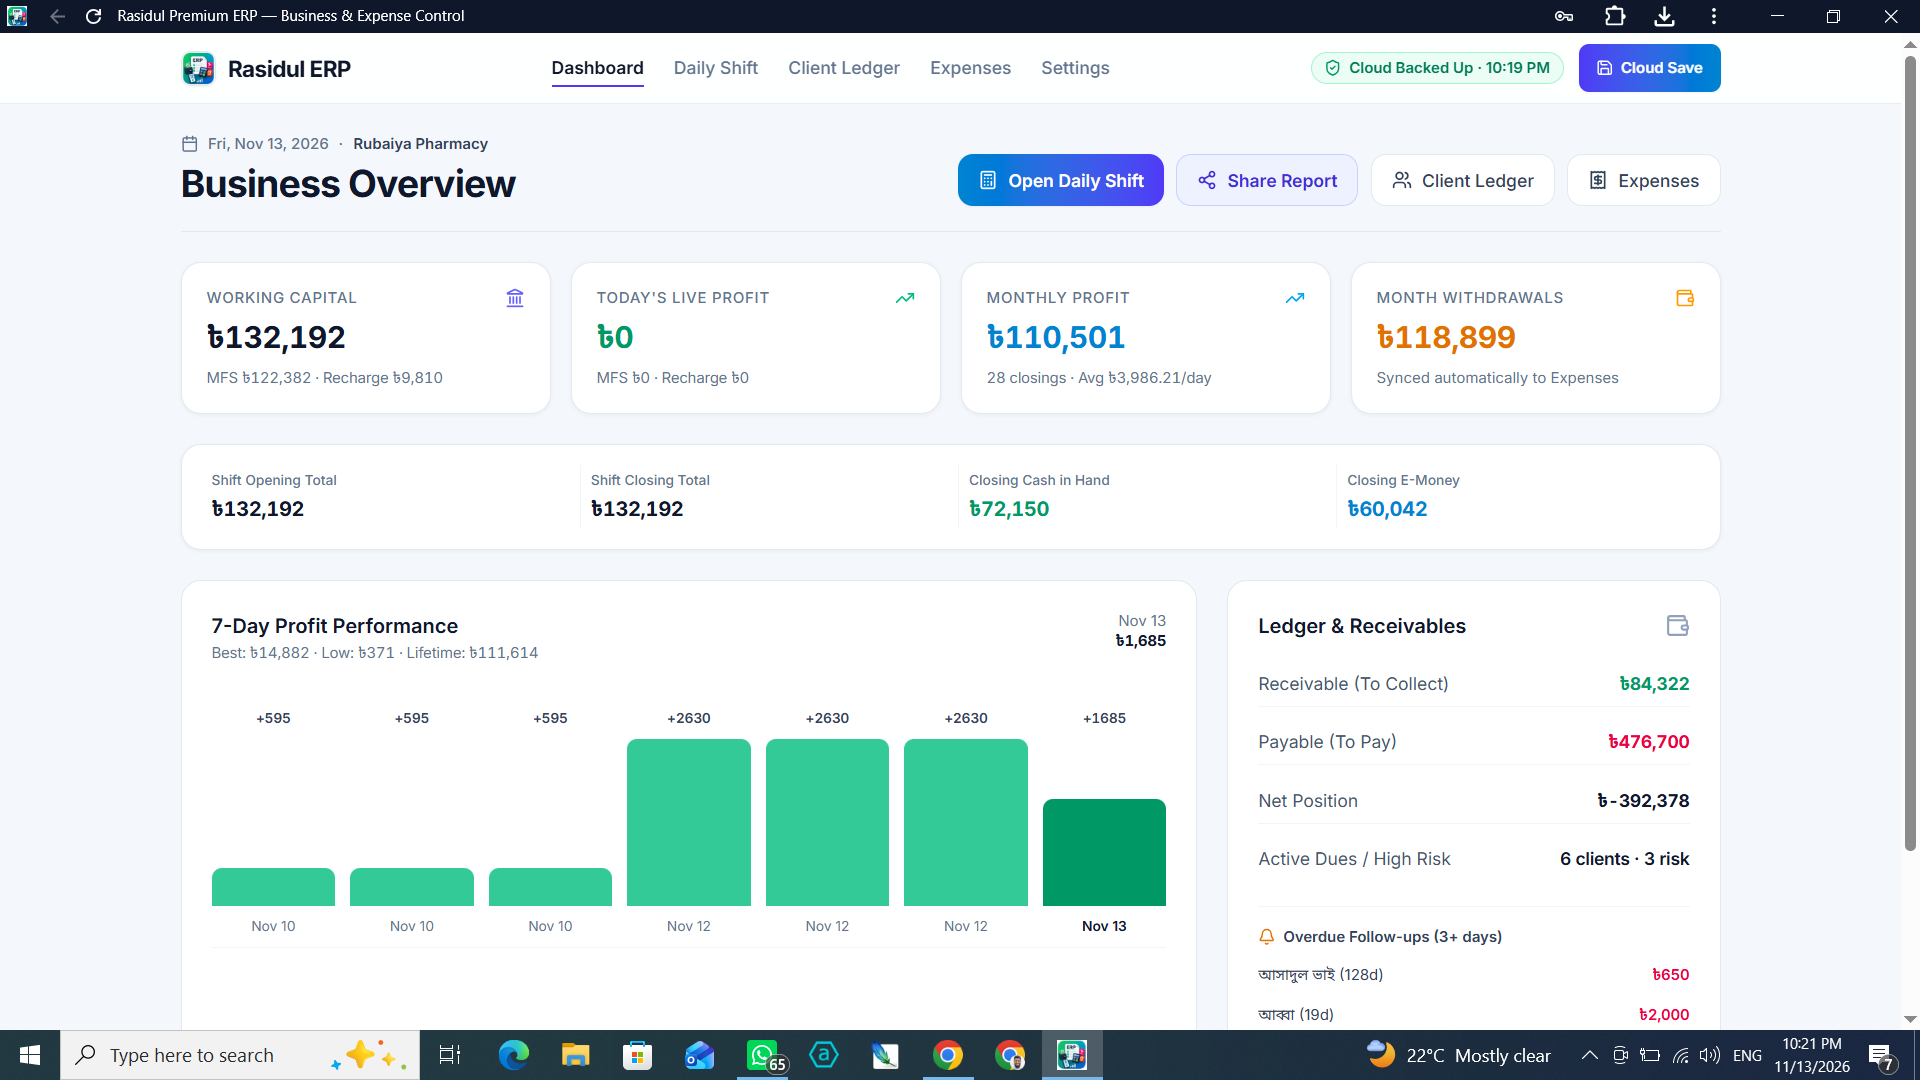 Rasidul Premium ERP — Business & Expense Control
Rasidul ERP
Dashboard
Daily Shift
Client Ledger
Expenses
Settings
Cloud Backed Up · 10:19 PM
Cloud Save
Fri, Nov 13, 2026 · Rubaiya Pharmacy
Business Overview
Open Daily Shift
Share Report
Client Ledger
Expenses
WORKING CAPITAL
৳132,192
MFS ৳122,382 · Recharge ৳9,810
TODAY'S LIVE PROFIT
৳0
MFS ৳0 · Recharge ৳0
MONTHLY PROFIT
৳110,501
28 closings · Avg ৳3,986.21/day
MONTH WITHDRAWALS
৳118,899
Synced automatically to Expenses
Shift Opening Total
৳132,192
Shift Closing Total
৳132,192
Closing Cash in Hand
৳72,150
Closing E-Money
৳60,042
7-Day Profit Performance
Best: ৳14,882 · Low: ৳371 · Lifetime: ৳111,614
Nov 13
৳1,685
+595 +595 +595 +2630 +2630 +2630 +1685
Nov 10 Nov 10 Nov 10 Nov 12 Nov 12 Nov 12 Nov 13
Ledger & Receivables
Receivable (To Collect) ৳84,322
Payable (To Pay) ৳476,700
Net Position ৳-392,378
Active Dues / High Risk 6 clients · 3 risk
Overdue Follow-ups (3+ days)
আসাদুল ভাই (128d) ৳650
আব্বা (19d) ৳2,000
Type here to search
65
22°C Mostly clear
ENG
10:21 PM
11/13/2026
7